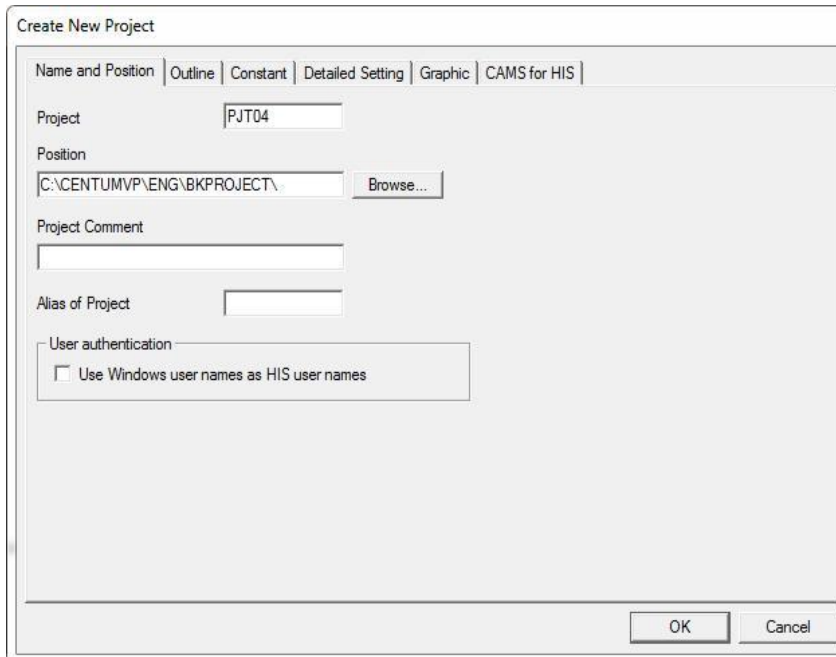 Create New Project
Name and Position Outline Constant Detailed Setting Graphic CAMS for HIS
Project PJT04
Position
C:\CENTUMVP\ENG\BKPROJECT\ Browse...
Project Comment
Alias of Project
User authentication
Use Windows user names as HIS user names
OK Cancel